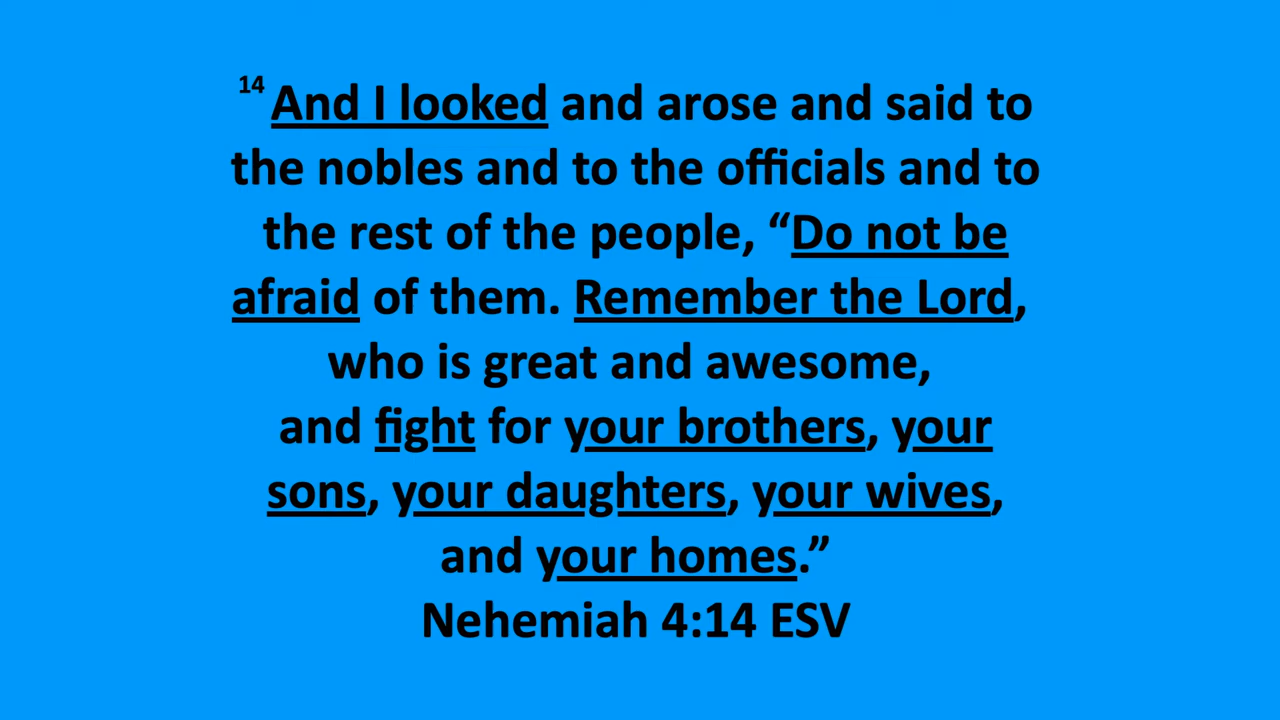 14 And I looked and arose and said to
the nobles and to the officials and to
the rest of the people, “Do not be
afraid of them. Remember the Lord,
who is great and awesome,
and fight for your brothers, your
sons, your daughters, your wives,
and your homes.”
Nehemiah 4:14 ESV